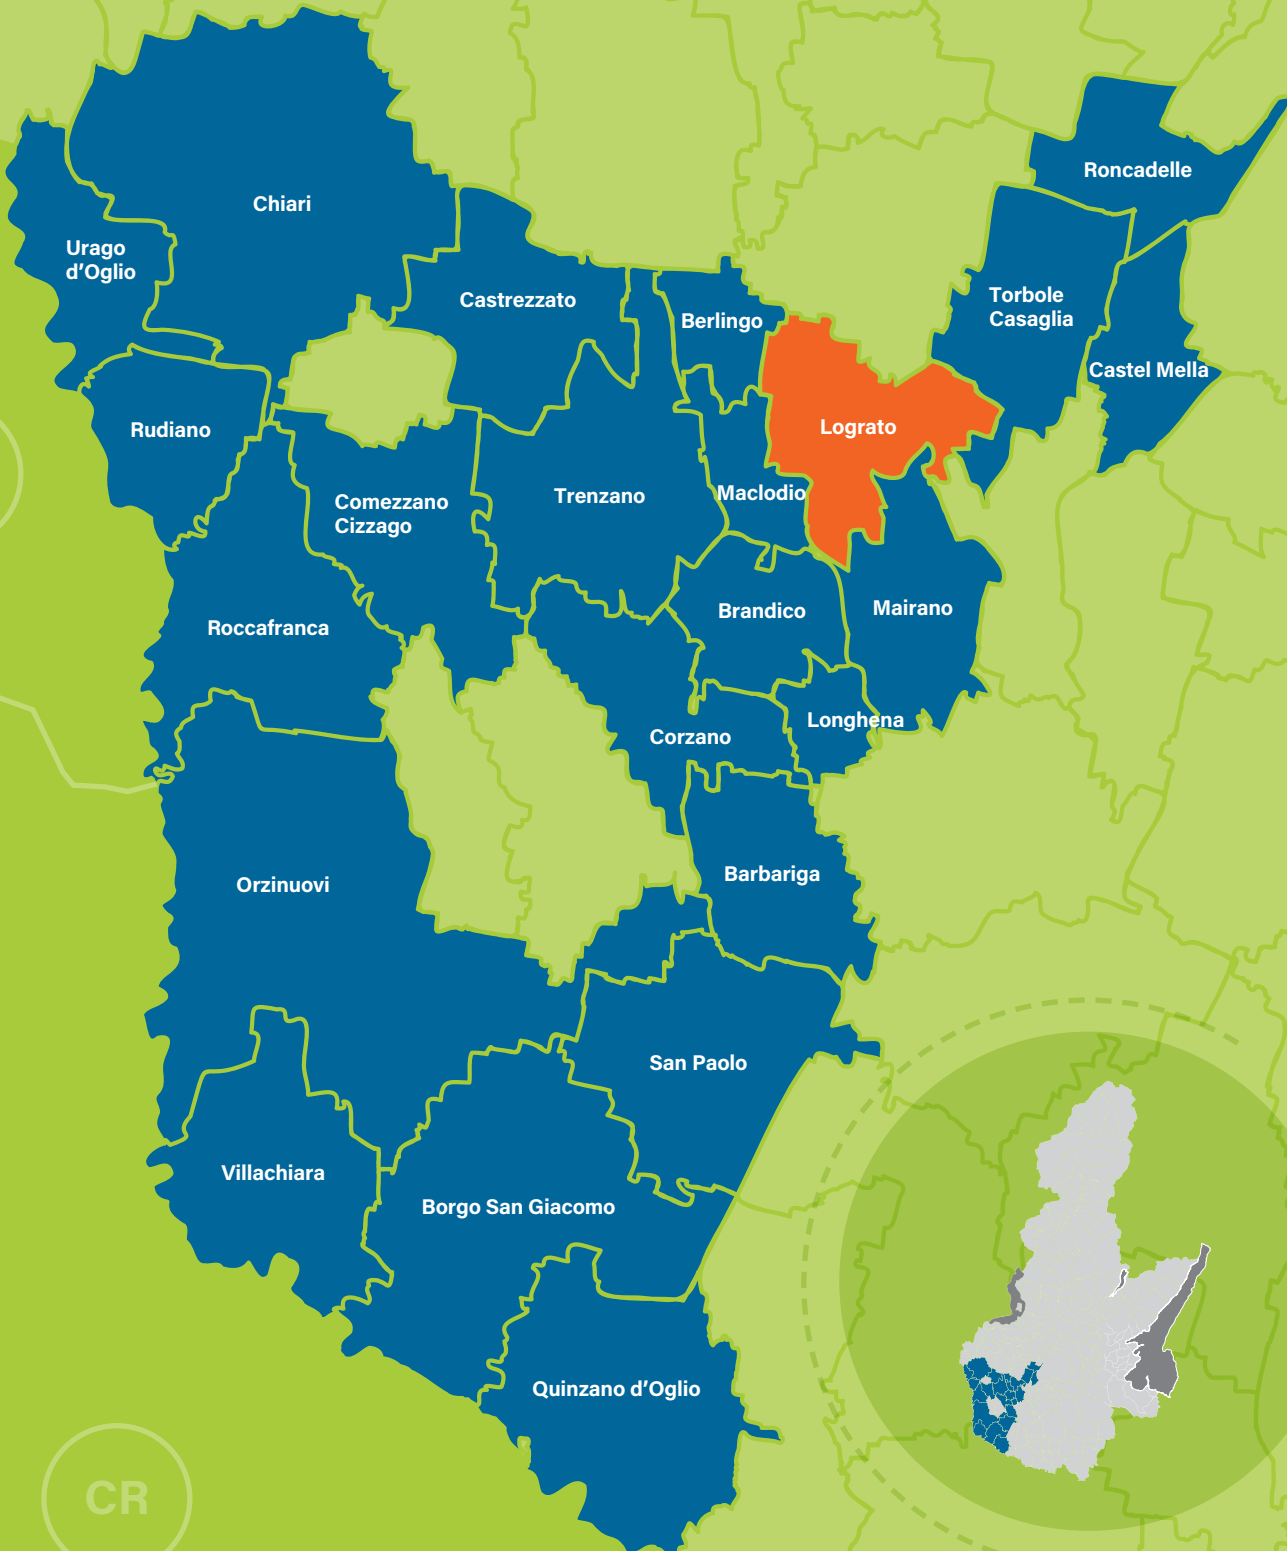 Roncadelle
Chiari
Urago
d’Oglio
Castrezzato
Torbole
Casaglia
Berlingo
Castel Mella
Rudiano
Lograto
Comezzano
Cizzago
Trenzano
Maclodio
Brandico
Mairano
Roccafranca
Longhena
Corzano
Barbariga
Orzinuovi
San Paolo
Villachiara
Borgo San Giacomo
Quinzano d’Oglio
CR